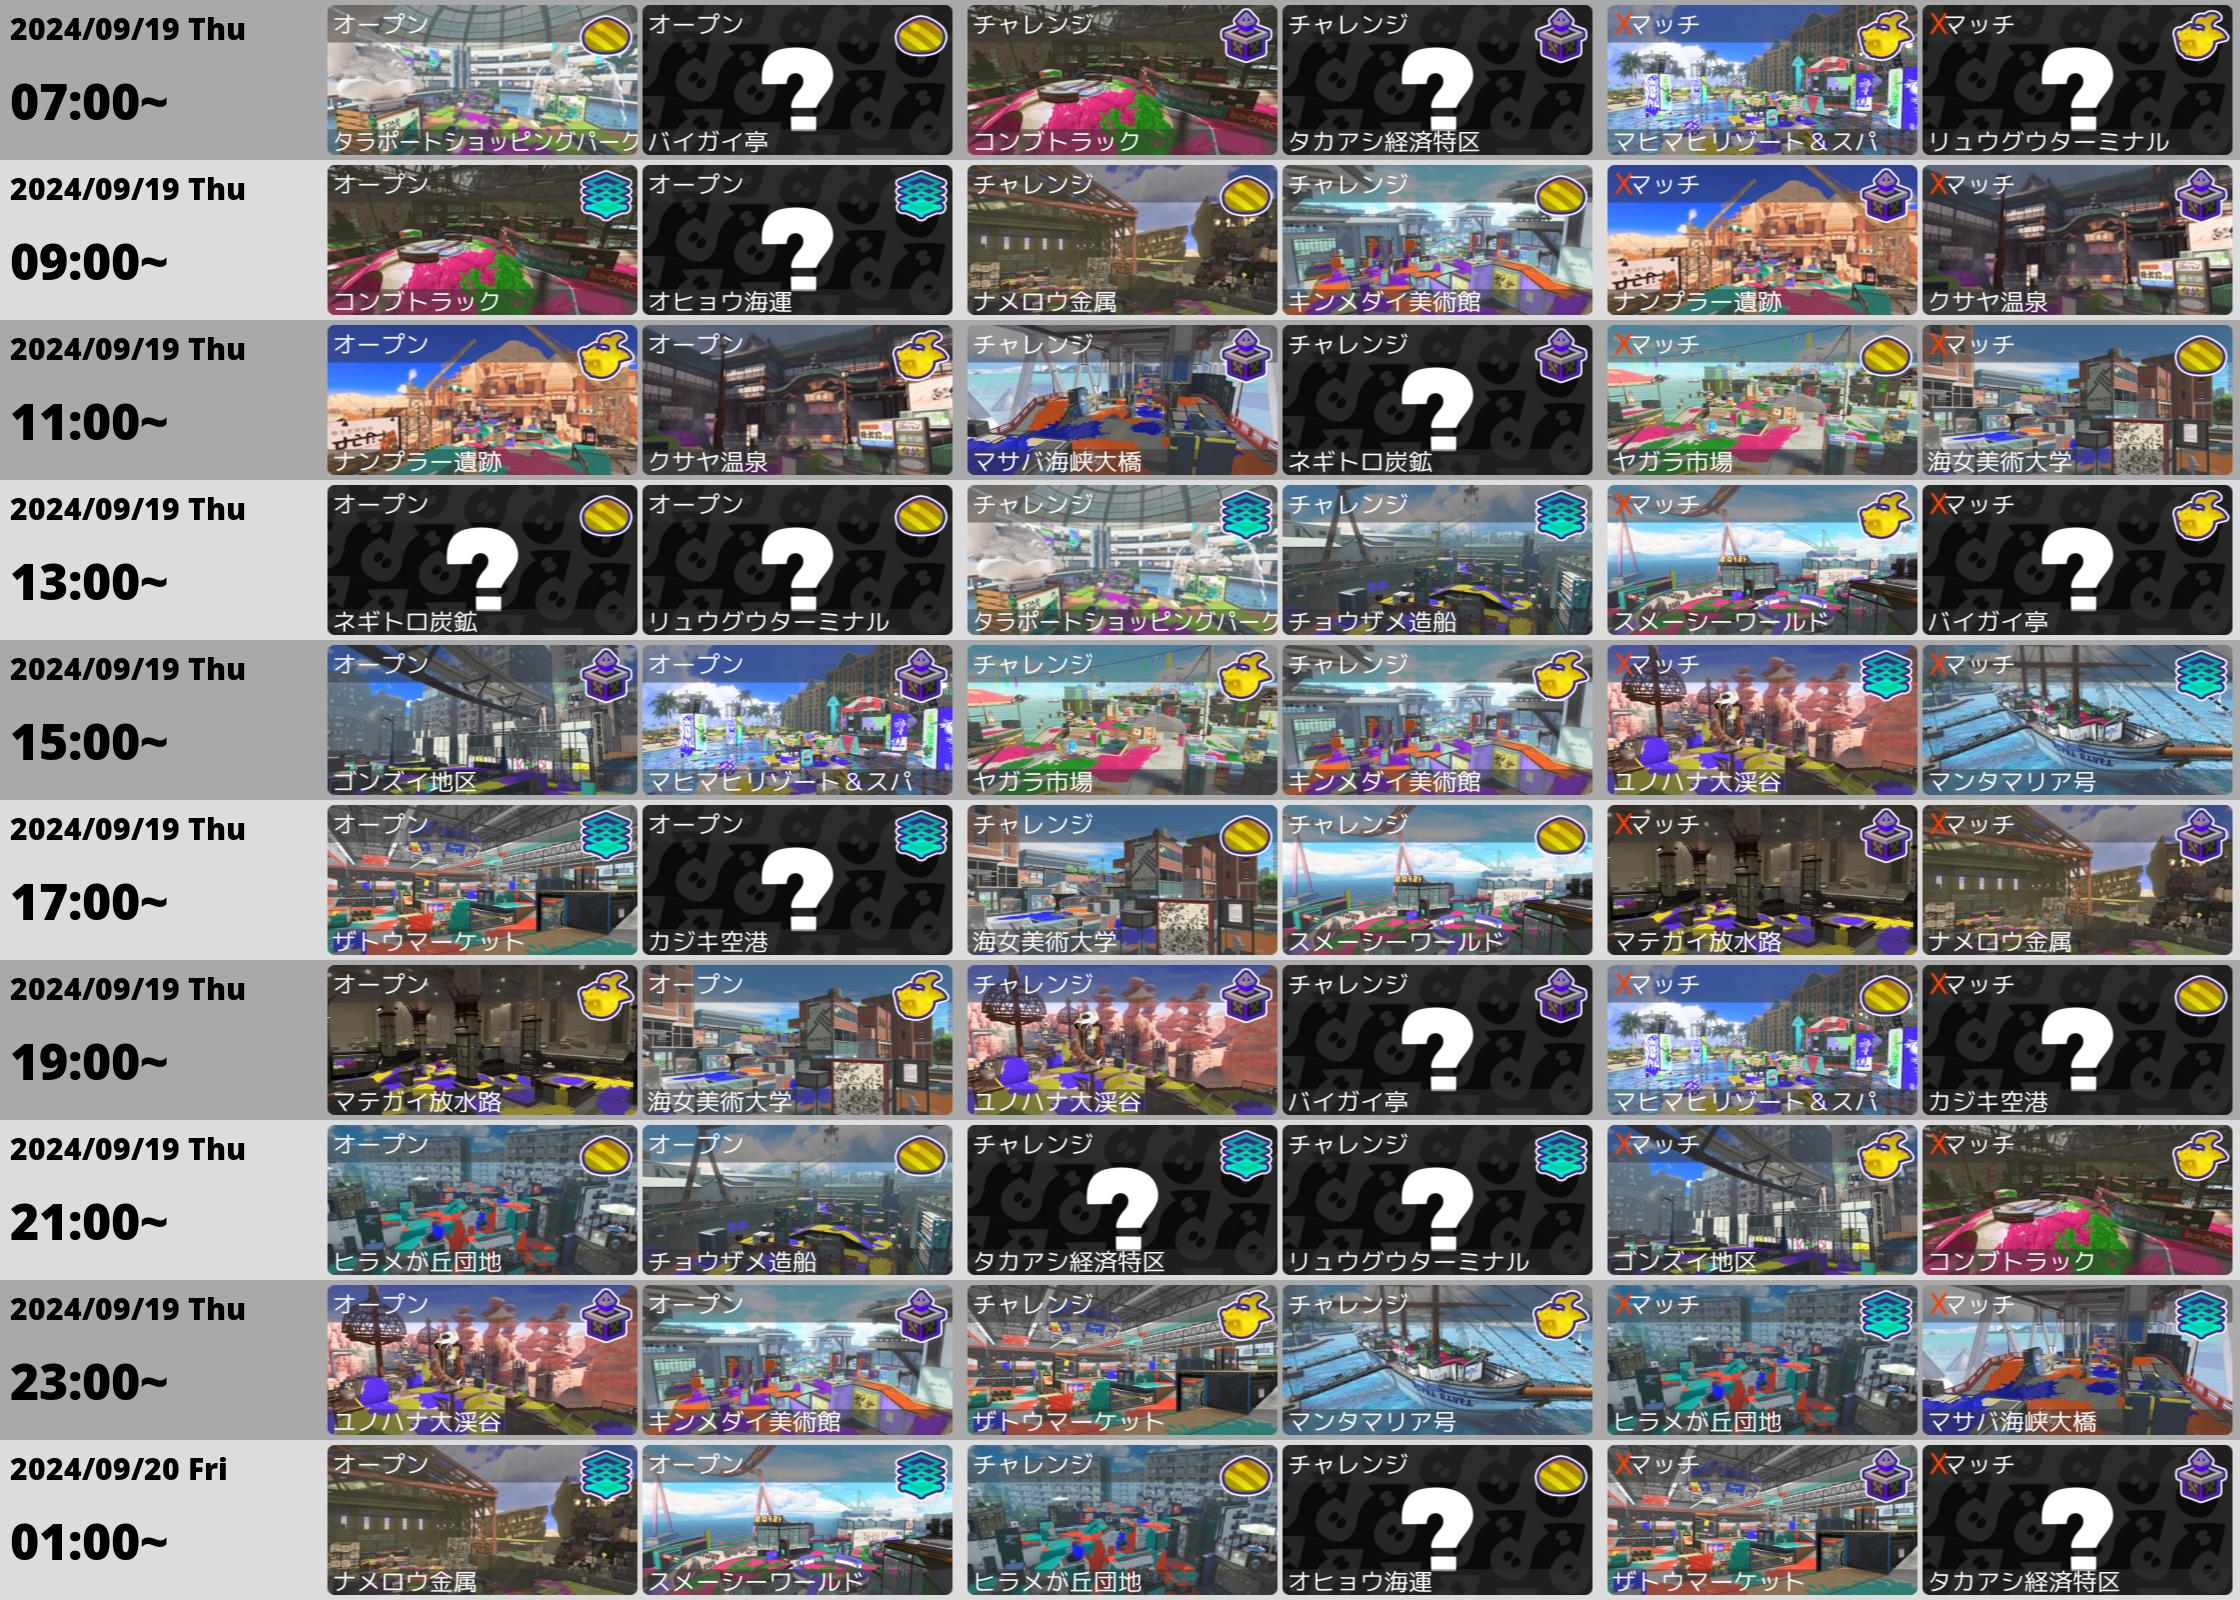 2024/09/19 Thu
07:00~
オープン
タラポートショッピングパーク
オープン
バイガイ亭
チャレンジ
コンブトラック
チャレンジ
タカアシ経済特区
Xマッチ
マヒマヒリゾート＆スパ
Xマッチ
リュウグウターミナル
2024/09/19 Thu
09:00~
オープン
コンブトラック
オープン
オヒョウ海運
チャレンジ
ナメロウ金属
チャレンジ
キンメダイ美術館
Xマッチ
ナンプラー遺跡
Xマッチ
クサヤ温泉
2024/09/19 Thu
11:00~
オープン
ナンプラー遺跡
オープン
クサヤ温泉
チャレンジ
マサバ海峡大橋
チャレンジ
ネギトロ炭鉱
Xマッチ
ヤガラ市場
Xマッチ
海女美術大学
2024/09/19 Thu
13:00~
オープン
ネギトロ炭鉱
オープン
リュウグウターミナル
チャレンジ
タラポートショッピングパーク
チャレンジ
チョウザメ造船
Xマッチ
スメーシーワールド
Xマッチ
バイガイ亭
2024/09/19 Thu
15:00~
オープン
ゴンズイ地区
オープン
マヒマヒリゾート＆スパ
チャレンジ
ヤガラ市場
チャレンジ
キンメダイ美術館
Xマッチ
ユノハナ大渓谷
Xマッチ
マンタマリア号
2024/09/19 Thu
17:00~
オープン
ザトウマーケット
オープン
カジキ空港
チャレンジ
海女美術大学
チャレンジ
スメーシーワールド
Xマッチ
マテガイ放水路
Xマッチ
ナメロウ金属
2024/09/19 Thu
19:00~
オープン
マテガイ放水路
オープン
海女美術大学
チャレンジ
ユノハナ大渓谷
チャレンジ
バイガイ亭
Xマッチ
マヒマヒリゾート＆スパ
Xマッチ
カジキ空港
2024/09/19 Thu
21:00~
オープン
ヒラメが丘団地
オープン
チョウザメ造船
チャレンジ
タカアシ経済特区
チャレンジ
リュウグウターミナル
Xマッチ
ゴンズイ地区
Xマッチ
コンブトラック
2024/09/19 Thu
23:00~
オープン
ユノハナ大渓谷
オープン
キンメダイ美術館
チャレンジ
ザトウマーケット
チャレンジ
マンタマリア号
Xマッチ
ヒラメが丘団地
Xマッチ
マサバ海峡大橋
2024/09/20 Fri
01:00~
オープン
ナメロウ金属
オープン
スメーシーワールド
チャレンジ
ヒラメが丘団地
チャレンジ
オヒョウ海運
Xマッチ
ザトウマーケット
Xマッチ
タカアシ経済特区